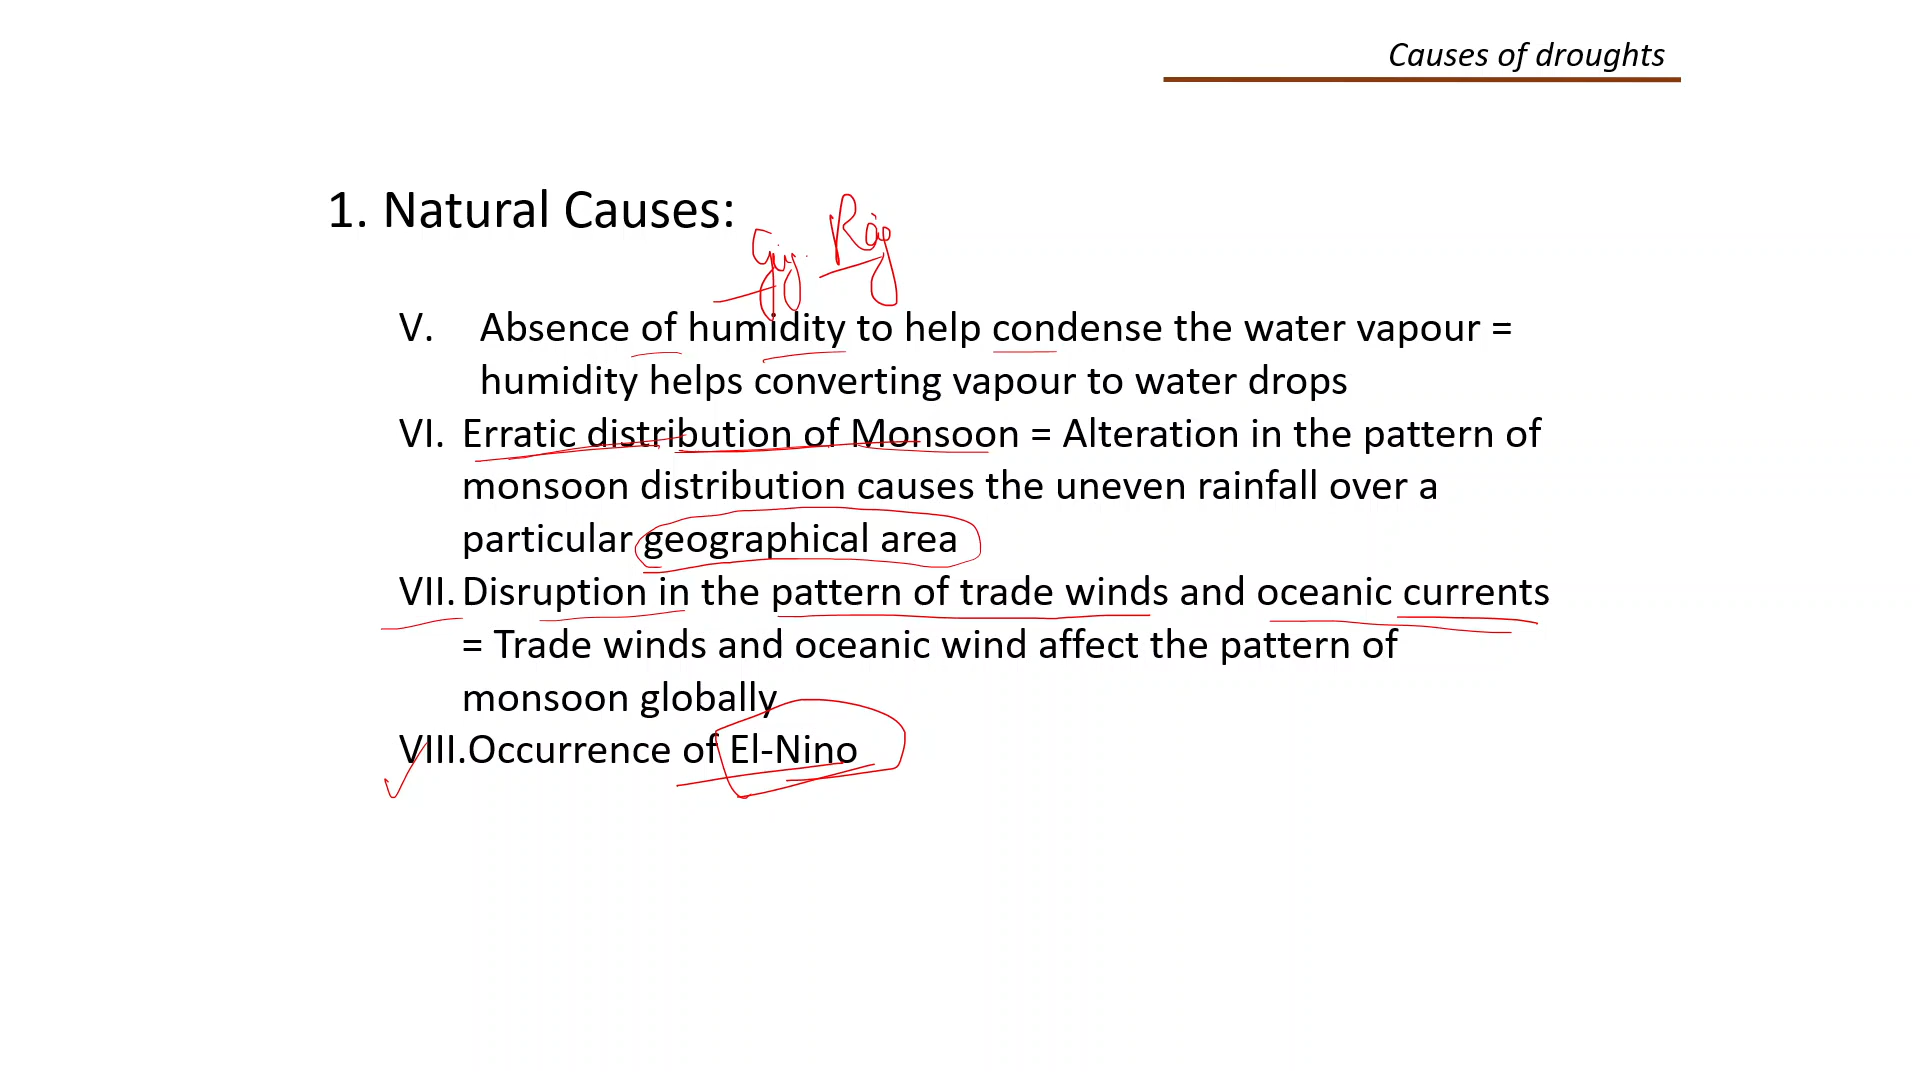 Causes of droughts
1. Natural Causes:
Guj. Raj
V. Absence of humidity to help condense the water vapour =
humidity helps converting vapour to water drops
VI. Erratic distribution of Monsoon = Alteration in the pattern of
monsoon distribution causes the uneven rainfall over a
particular geographical area
VII. Disruption in the pattern of trade winds and oceanic currents
= Trade winds and oceanic wind affect the pattern of
monsoon globally
VIII.Occurrence of El-Nino